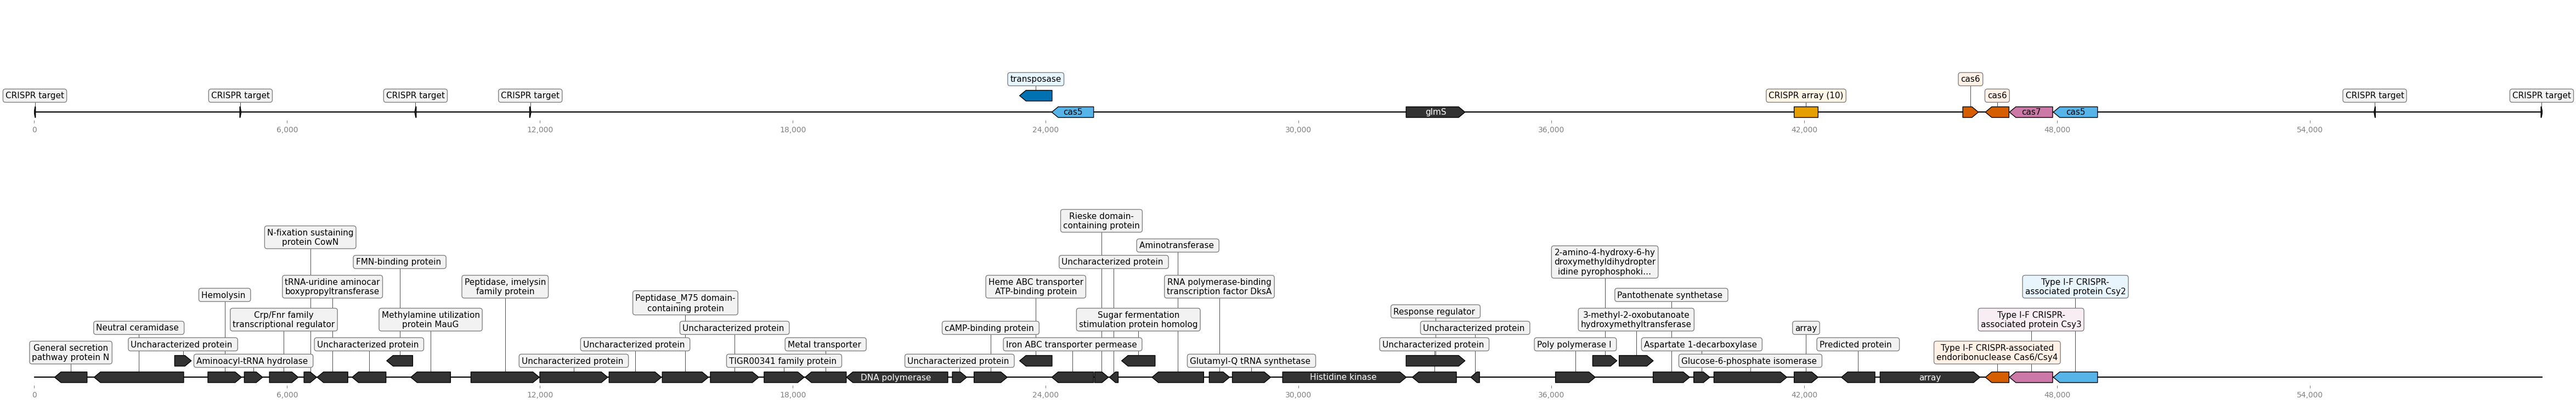 transposase
cas6
CRISPR target
CRISPR target
CRISPR target
CRISPR target
CRISPR array (10)
cas6
CRISPR target
CRISPR target
cas5
glmS
cas7
cas5
0
6,000
12,000
18,000
24,000
30,000
36,000
42,000
48,000
54,000
Rieske domain-
containing protein
N-fixation sustaining
protein CowN
Aminotransferase
FMN-binding protein
Uncharacterized protein
2-amino-4-hydroxy-6-hy
droxymethyldihydropter
idine pyrophosphoki...
tRNA-uridine aminocar
boxypropyltransferase
Peptidase, imelysin
family protein
Heme ABC transporter
ATP-binding protein
RNA polymerase-binding
transcription factor DksA
Type I-F CRISPR-
associated protein Csy2
Hemolysin
Peptidase_M75 domain-
containing protein
Pantothenate synthetase
Crp/Fnr family
transcriptional regulator
Methylamine utilization
protein MauG
Sugar fermentation
stimulation protein homolog
Response regulator
3-methyl-2-oxobutanoate
hydroxymethyltransferase
Type I-F CRISPR-
associated protein Csy3
Neutral ceramidase
Uncharacterized protein
cAMP-binding protein
Uncharacterized protein
array
General secretion
pathway protein N
Uncharacterized protein
Uncharacterized protein
Uncharacterized protein
Metal transporter
Iron ABC transporter permease
Uncharacterized protein
Poly polymerase I
Aspartate 1-decarboxylase
Predicted protein
Type I-F CRISPR-associated
endoribonuclease Cas6/Csy4
Aminoacyl-tRNA hydrolase
Uncharacterized protein
TIGR00341 family protein
Uncharacterized protein
Glutamyl-Q tRNA synthetase
Glucose-6-phosphate isomerase
DNA polymerase
Histidine kinase
array
0
6,000
12,000
18,000
24,000
30,000
36,000
42,000
48,000
54,000